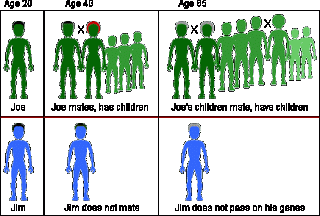 Age 20
Age 40
Age 65
Joe
Joe mates, has children
Joe's children mate, have children
Jim
Jim does not mate
Jim does not pass on his genes